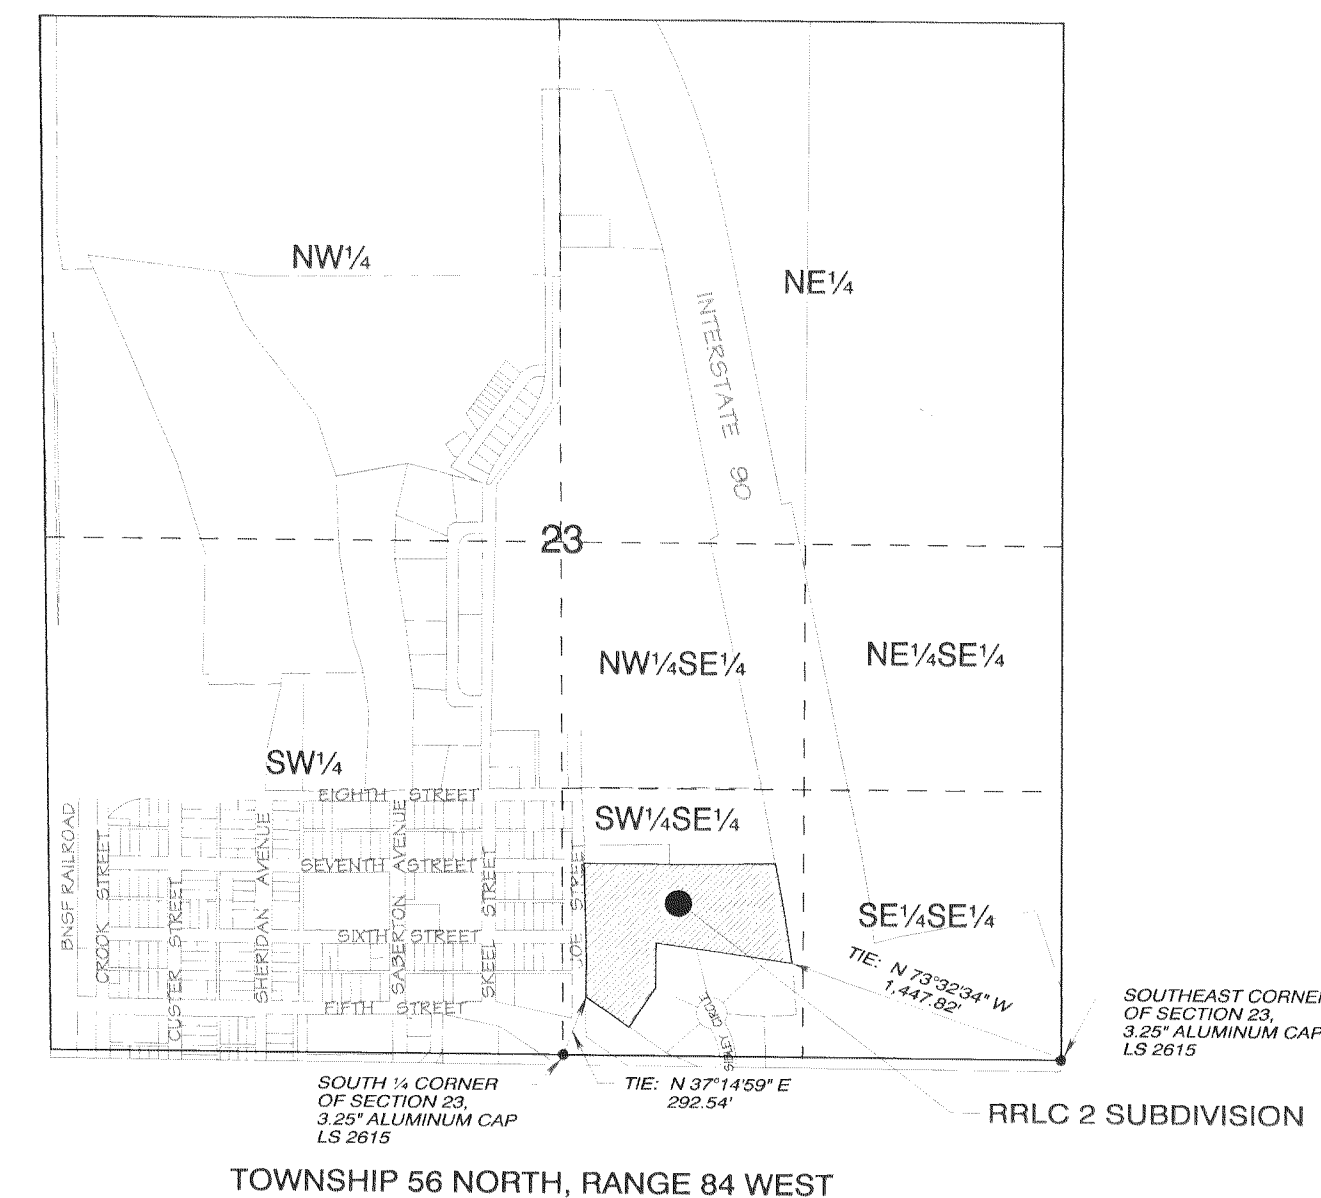 NW¼
NE¼
INTERSTATE 90
23
NW¼SE¼
NE¼SE¼
SW¼
EIGHTH STREET
SW¼SE¼
BNSF RAILROAD
CROOK STREET
CUSTER STREET
SHERIDAN AVENUE
SEVENTH STREET
SABERTON AVENUE
SKEEL STREET
JOE STREET
SE¼SE¼
SIXTH STREET
FIFTH STREET
TIE: N 73°32'34" W
1,447.82'
CIRCLE
SOUTHEAST CORNER
OF SECTION 23,
3.25" ALUMINUM CAP
LS 2615
SOUTH ¼ CORNER
OF SECTION 23,
3.25" ALUMINUM CAP
LS 2615
TIE: N 37°14'59" E
292.54'
RRLC 2 SUBDIVISION
TOWNSHIP 56 NORTH, RANGE 84 WEST